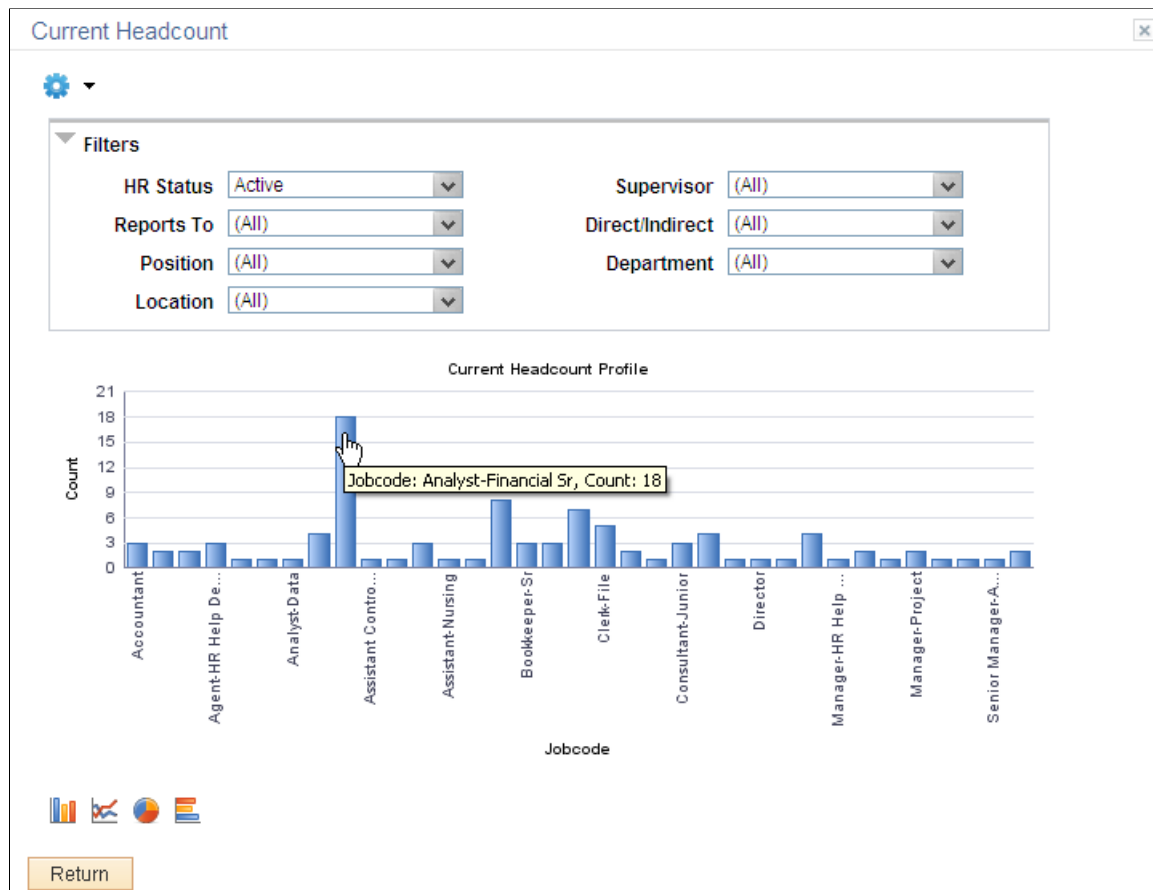 Current Headcount
Filters
HR Status Active
Supervisor (All)
Reports To (All)
Direct/Indirect (All)
Position (All)
Department (All)
Location (All)
Current Headcount Profile
Count
21
18
15
12
9
6
3
0
Jobcode: Analyst-Financial Sr, Count: 18
Accountant
Agent-HR Help De...
Analyst-Data
Assistant Contro...
Assistant-Nursing
Bookkeeper-Sr
Clerk-File
Consultant-Junior
Director
Manager-HR Help ...
Manager-Project
Senior Manager-A...
Jobcode
Return